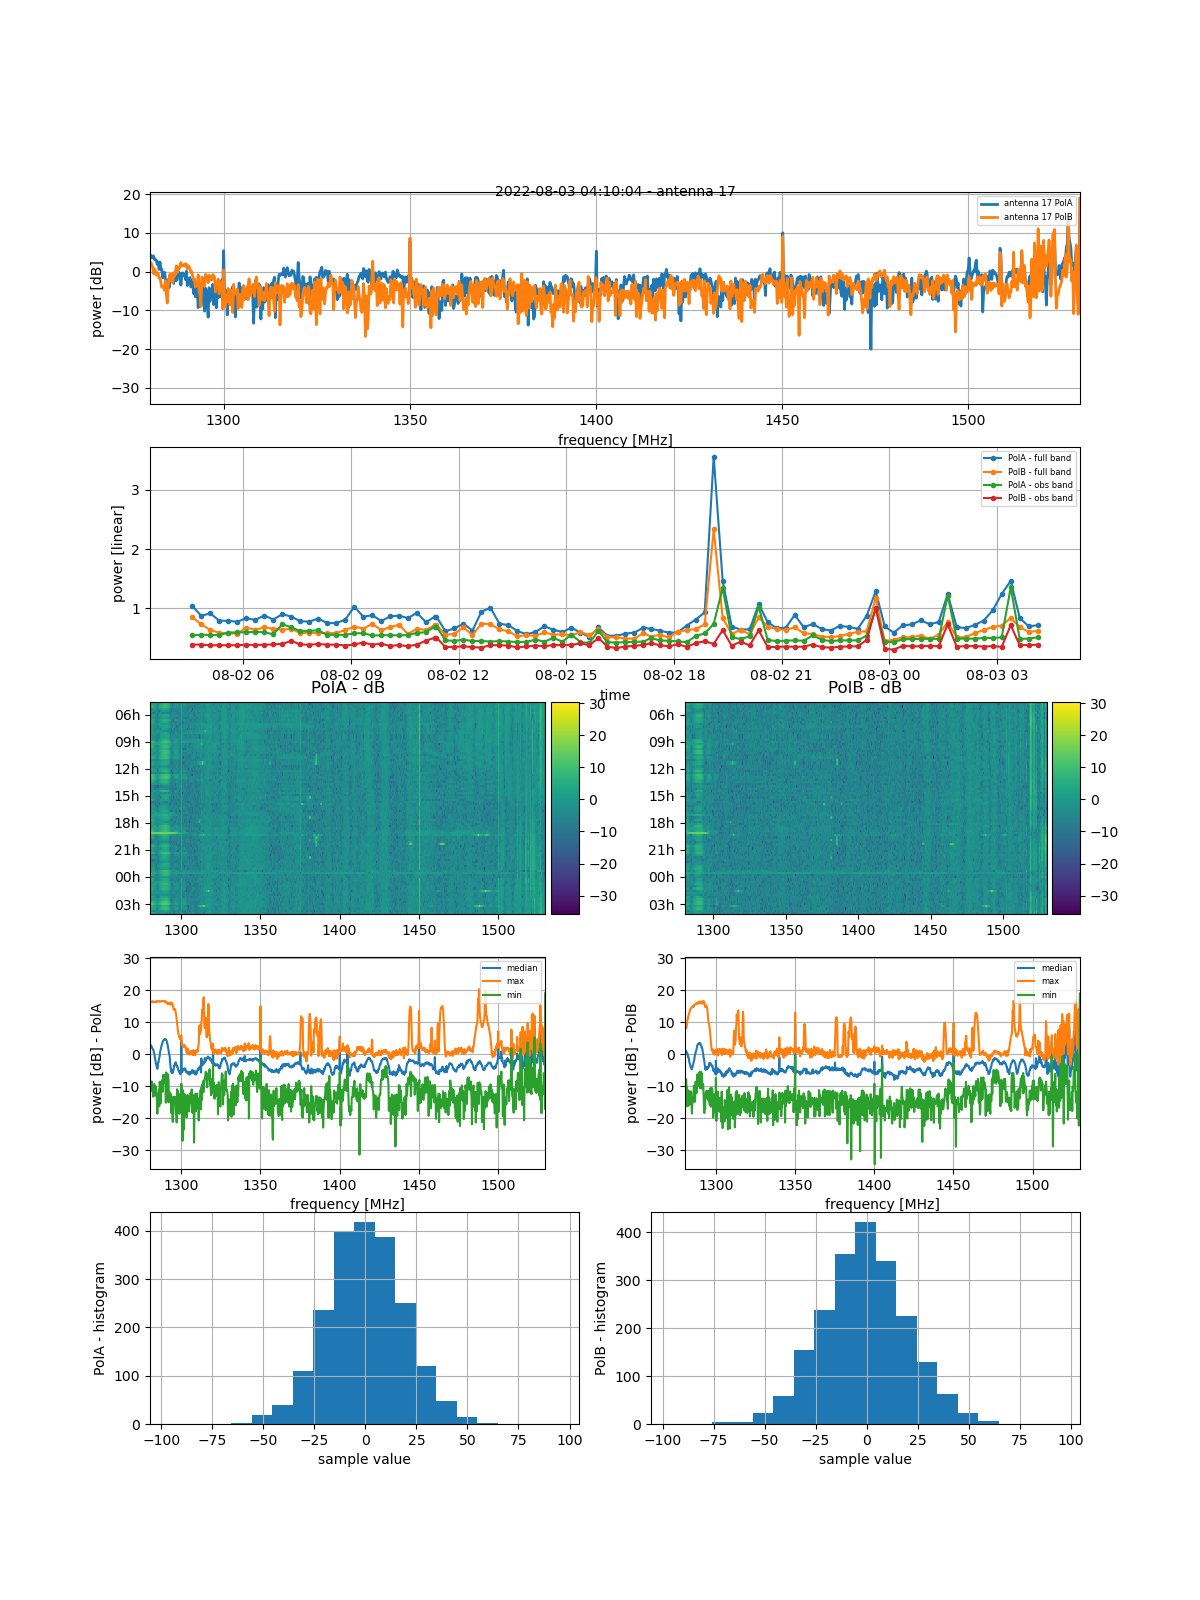 2022-08-03 04:10:04 - antenna 17
antenna 17 PolA
antenna 17 PolB
power [dB]
20
10
0
−10
−20
−30
1300
1350
1400
1450
1500
frequency [MHz]
PolA - full band
PolB - full band
PolA - obs band
PolB - obs band
power [linear]
3
2
1
08-02 06
08-02 09
08-02 12
08-02 15
08-02 18
08-02 21
08-03 00
08-03 03
time
PolA - dB
06h
09h
12h
15h
18h
21h
00h
03h
1300
1350
1400
1450
1500
30
20
10
0
−10
−20
−30
PolB - dB
06h
09h
12h
15h
18h
21h
00h
03h
1300
1350
1400
1450
1500
30
20
10
0
−10
−20
−30
power [dB] - PolA
30
20
10
0
−10
−20
−30
median
max
min
1300
1350
1400
1450
1500
frequency [MHz]
power [dB] - PolB
30
20
10
0
−10
−20
−30
median
max
min
1300
1350
1400
1450
1500
frequency [MHz]
PolA - histogram
400
300
200
100
0
−100
−75
−50
−25
0
25
50
75
100
sample value
PolB - histogram
400
300
200
100
0
−100
−75
−50
−25
0
25
50
75
100
sample value